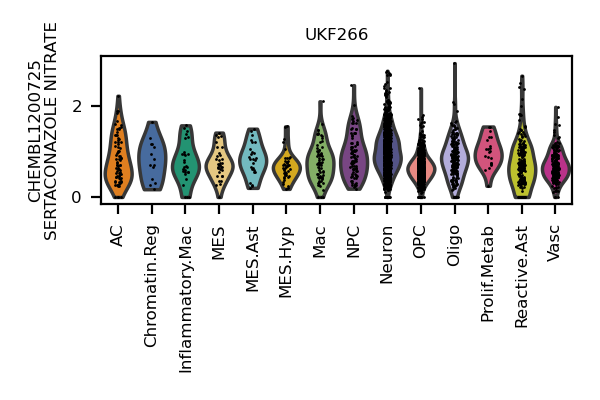 UKF266
CHEMBL1200725
SERTACONAZOLE NITRATE
2
0
AC
Chromatin.Reg
Inflammatory.Mac
MES
MES.Ast
MES.Hyp
Mac
NPC
Neuron
OPC
Oligo
Prolif.Metab
Reactive.Ast
Vasc